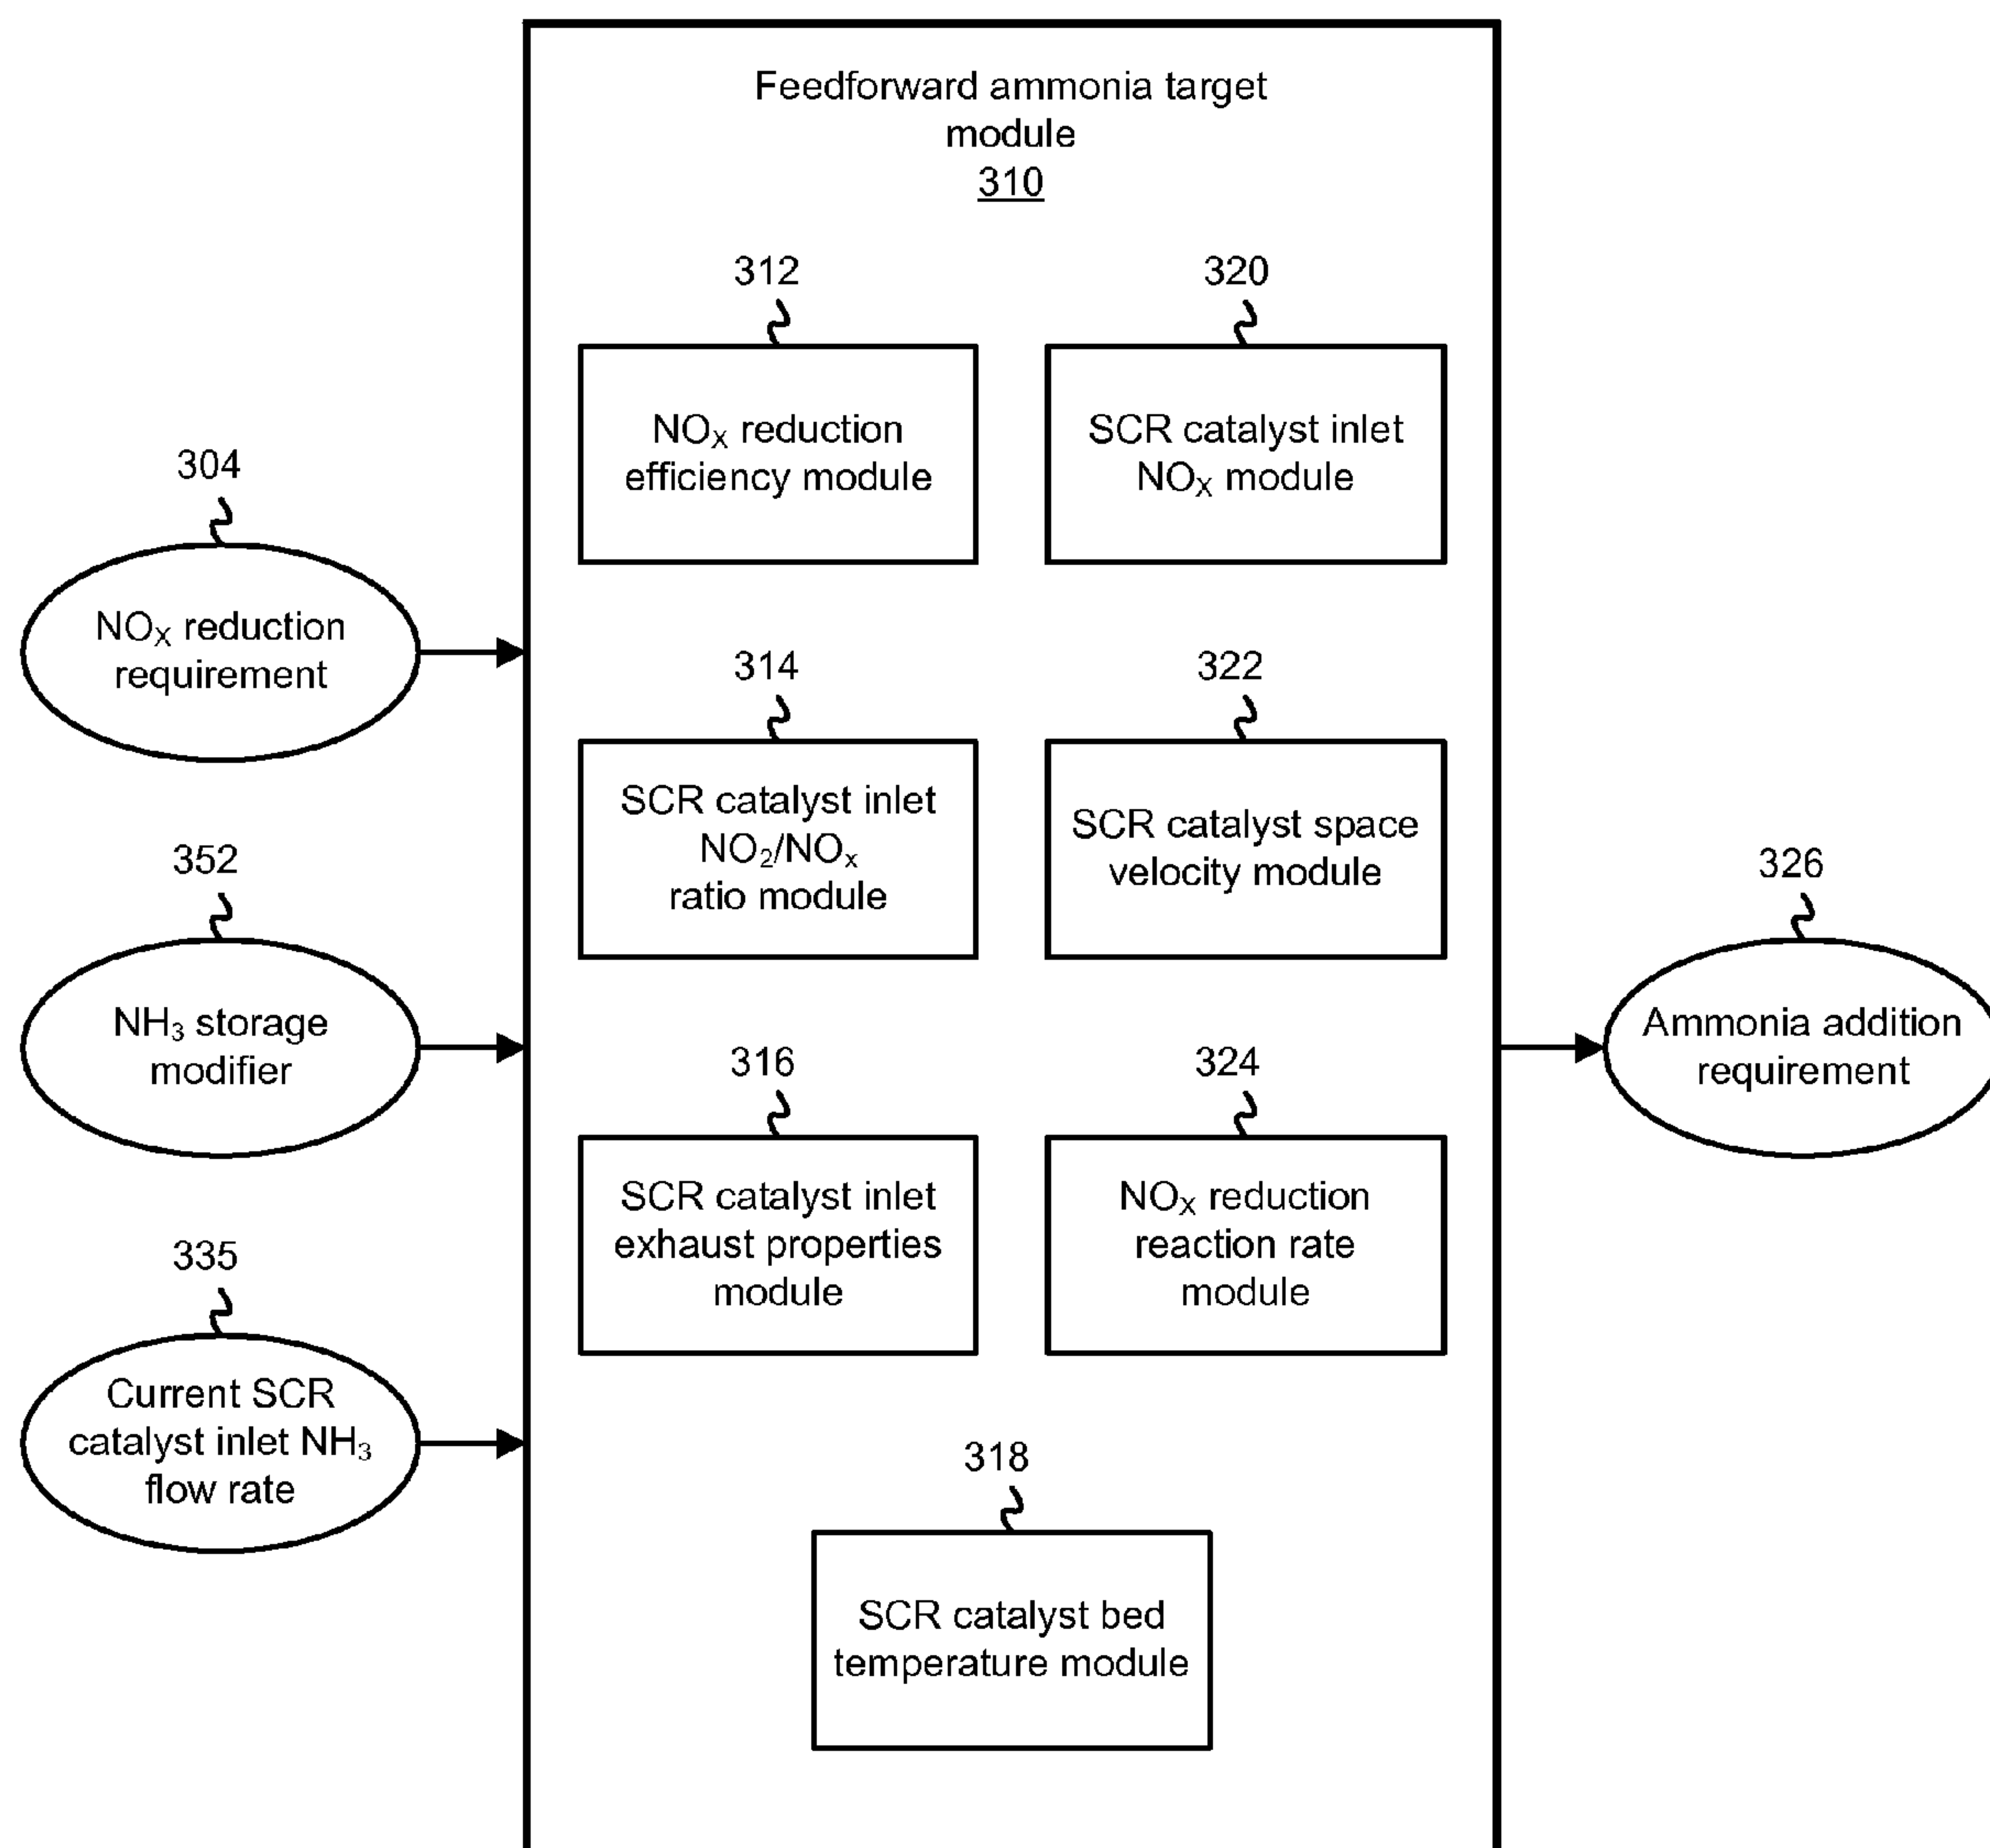 Feedforward ammonia target
module
310
312
320
NOX reduction
efficiency module
SCR catalyst inlet
NOX module
304
NOX reduction
requirement
314
322
SCR catalyst inlet
NO2/NOx
ratio module
SCR catalyst space
velocity module
352
NH3 storage
modifier
326
Ammonia addition
requirement
316
324
SCR catalyst inlet
exhaust properties
module
NOX reduction
reaction rate
module
335
Current SCR
catalyst inlet NH3
flow rate
318
SCR catalyst bed
temperature module